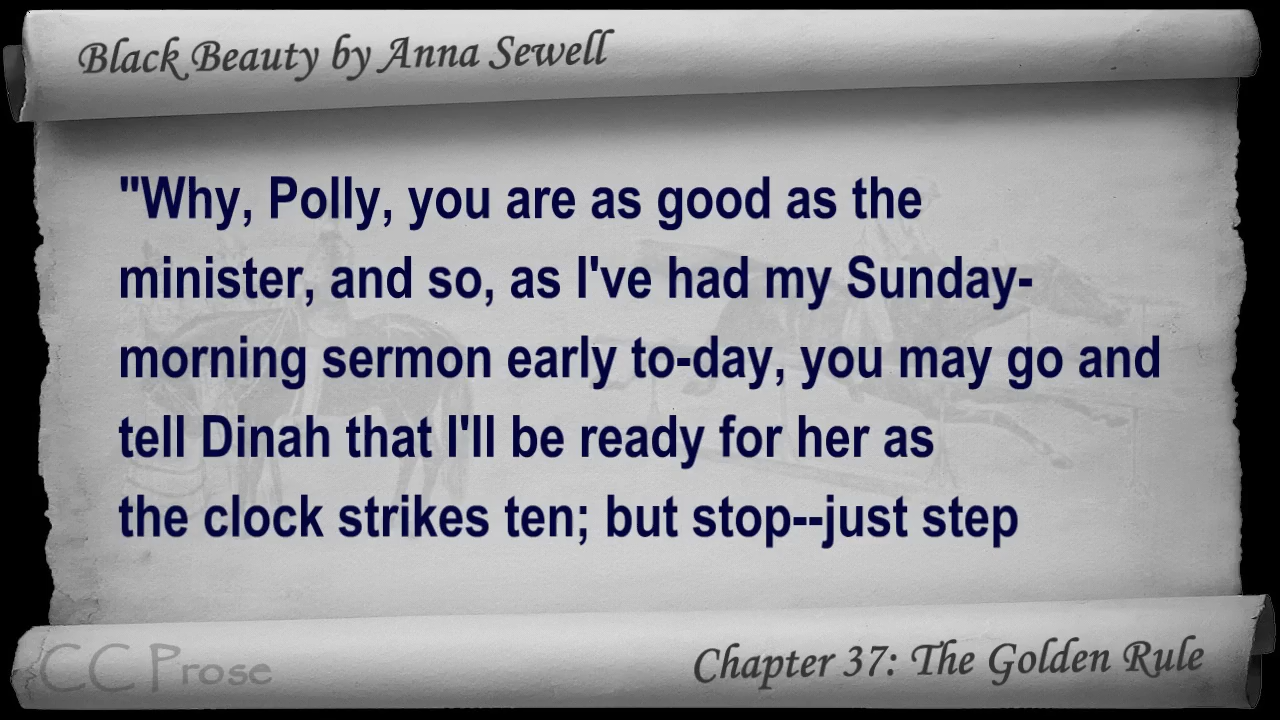 Black Beauty by Anna Sewell
"Why, Polly, you are as good as the
minister, and so, as I've had my Sunday-
morning sermon early to-day, you may go and
tell Dinah that I'll be ready for her as
the clock strikes ten; but stop--just step
CC Prose
Chapter 37: The Golden Rule